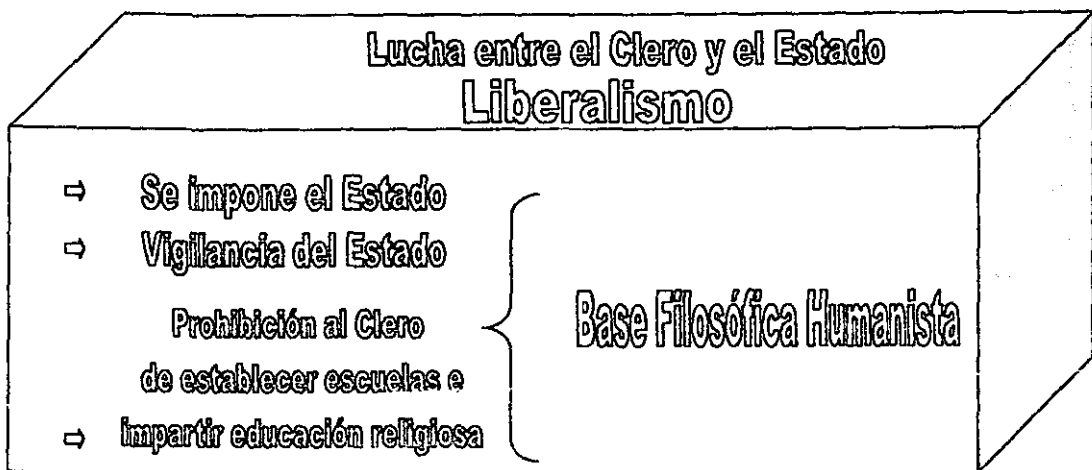 Lucha entre el Clero y el Estado
Liberalismo
⇨ Se impone el Estado
⇨ Vigilancia del Estado
Prohibición al Clero
de establecer escuelas e
⇨ impartir educación religiosa
Base Filosófica Humanista